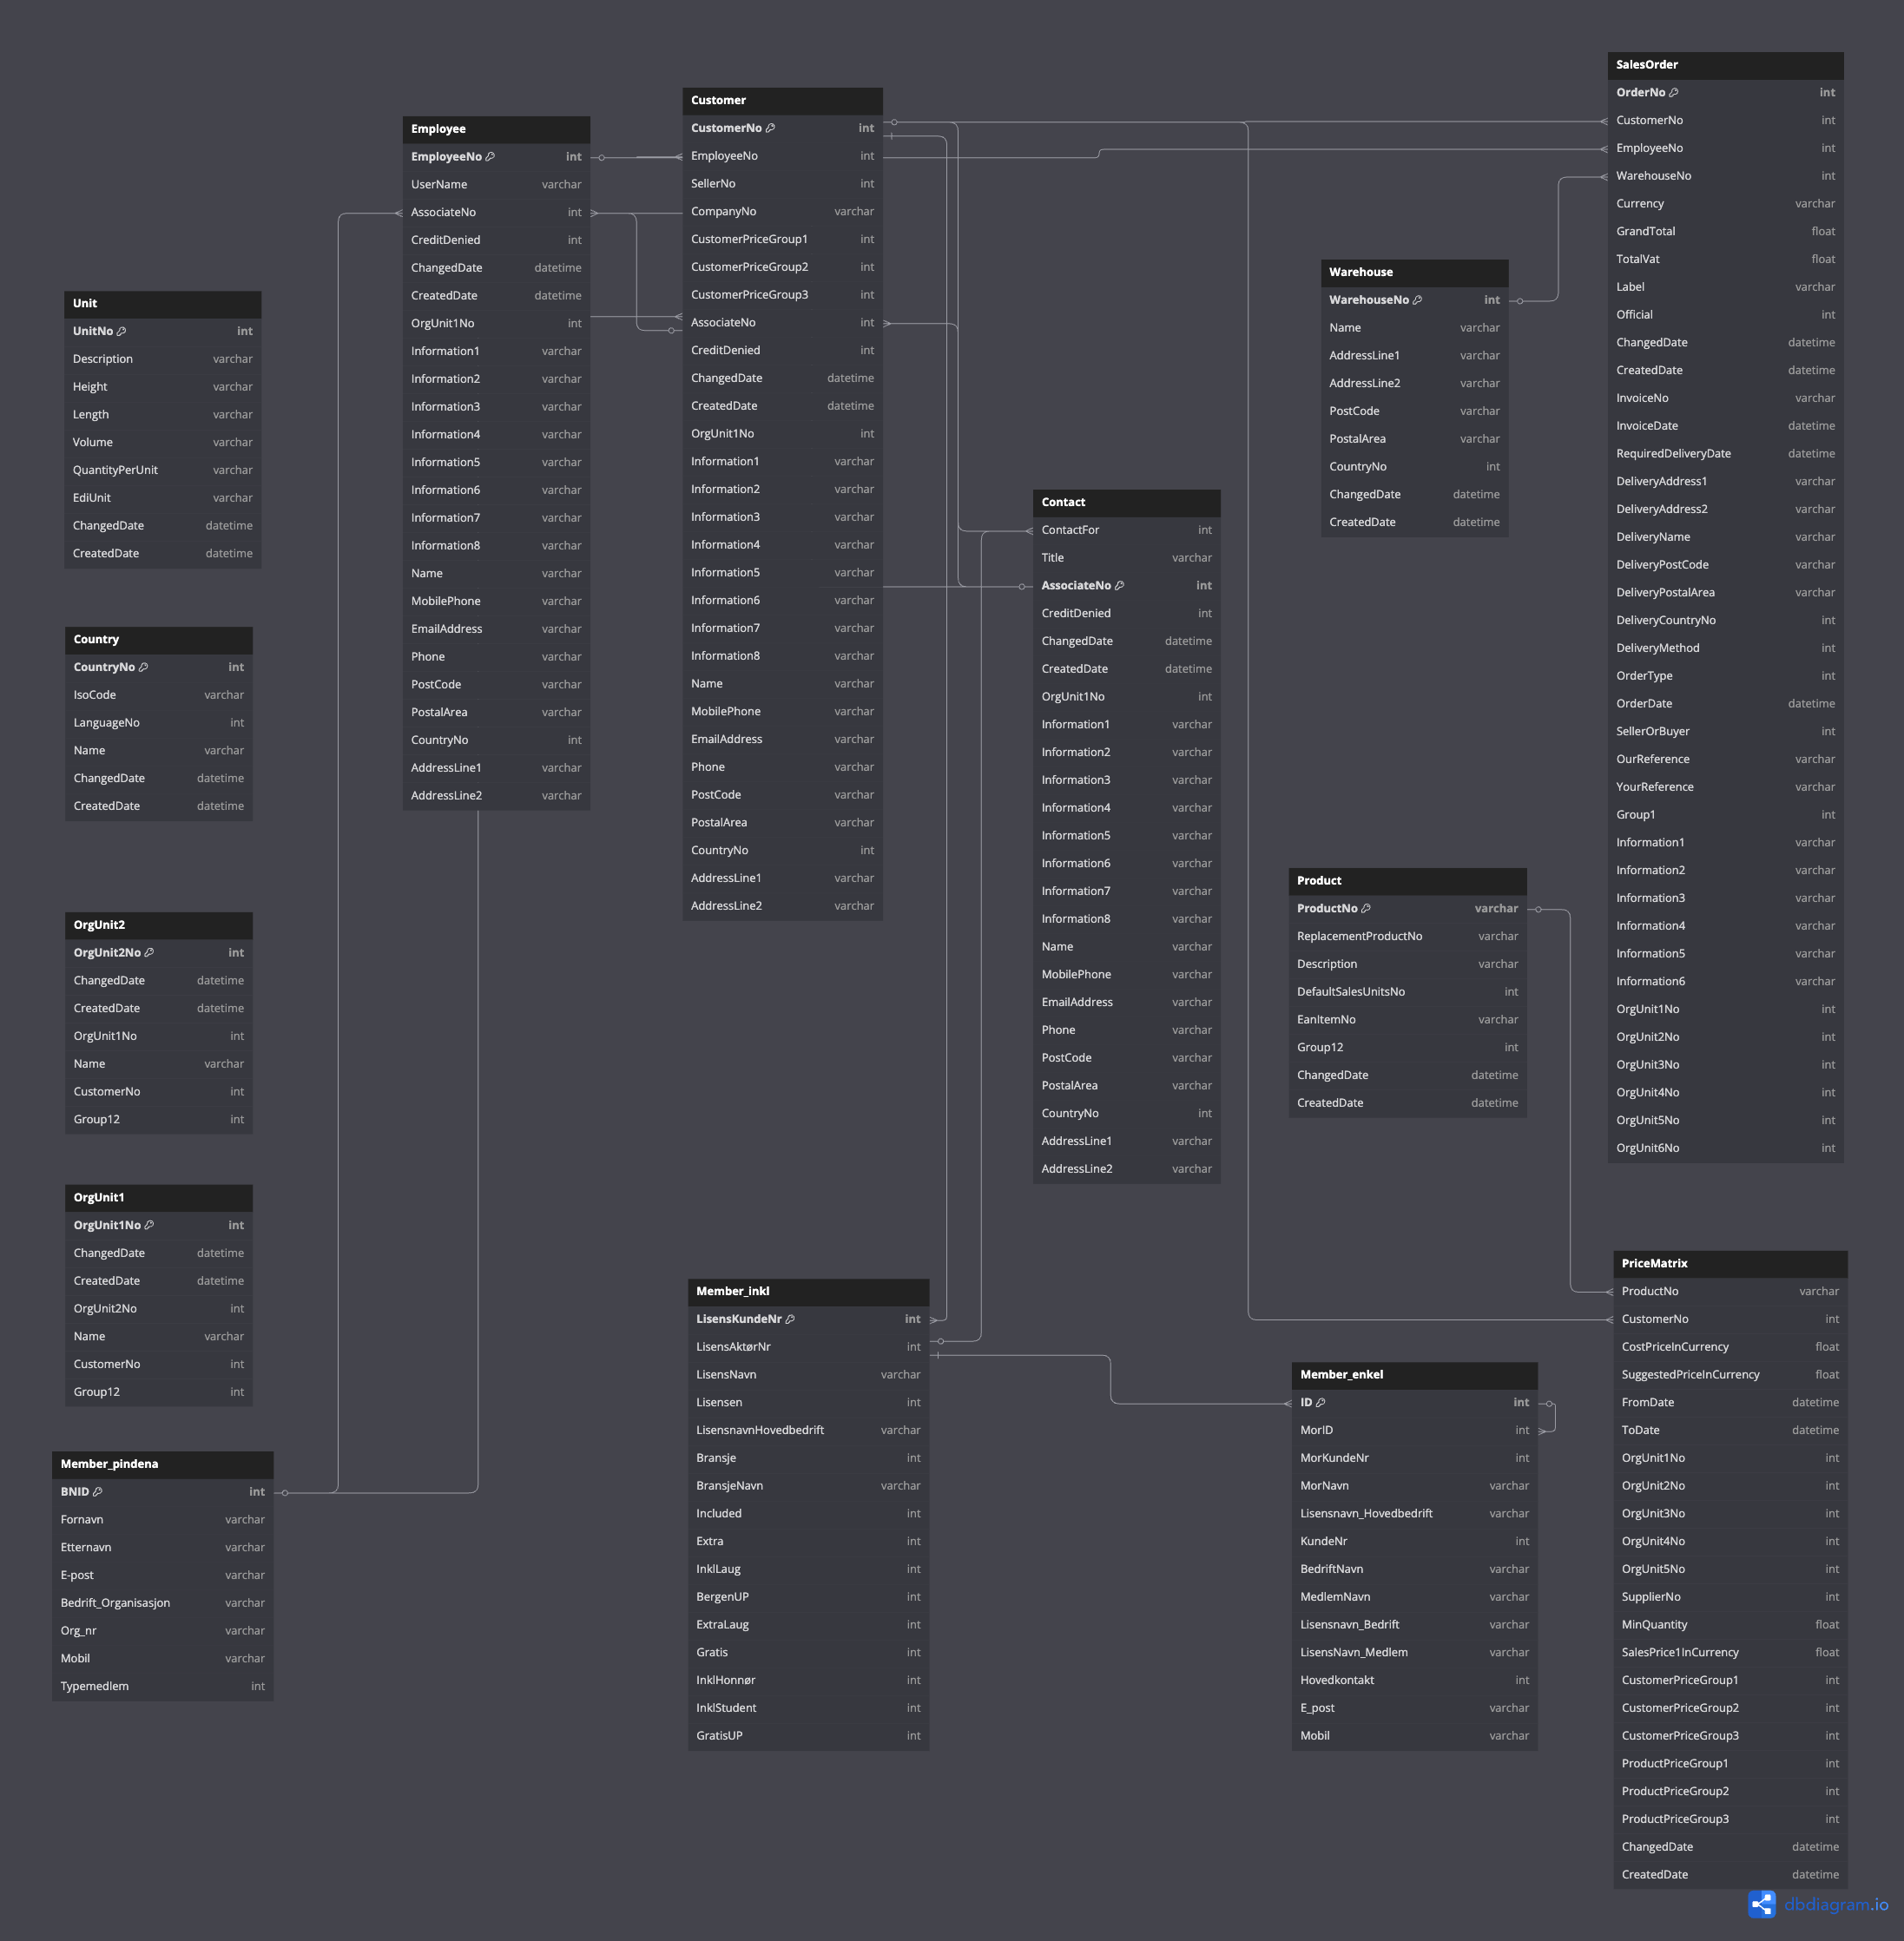 Unit
UnitNo int
Description varchar
Height varchar
Length varchar
Volume varchar
QuantityPerUnit varchar
EdiUnit varchar
ChangedDate datetime
CreatedDate datetime
Country
CountryNo int
IsoCode varchar
LanguageNo int
Name varchar
ChangedDate datetime
CreatedDate datetime
OrgUnit2
OrgUnit2No int
ChangedDate datetime
CreatedDate datetime
OrgUnit1No int
Name varchar
CustomerNo int
Group12 int
OrgUnit1
OrgUnit1No int
ChangedDate datetime
CreatedDate datetime
OrgUnit2No int
Name varchar
CustomerNo int
Group12 int
Member_pindena
BNID int
Fornavn varchar
Etternavn varchar
E-post varchar
Bedrift_Organisasjon varchar
Org_nr varchar
Mobil varchar
Typemedlem int
Employee
EmployeeNo int
UserName varchar
AssociateNo int
CreditDenied int
ChangedDate datetime
CreatedDate datetime
OrgUnit1No int
Information1 varchar
Information2 varchar
Information3 varchar
Information4 varchar
Information5 varchar
Information6 varchar
Information7 varchar
Information8 varchar
Name varchar
MobilePhone varchar
EmailAddress varchar
Phone varchar
PostCode varchar
PostalArea varchar
CountryNo int
AddressLine1 varchar
AddressLine2 varchar
Customer
CustomerNo int
EmployeeNo int
SellerNo int
CompanyNo varchar
CustomerPriceGroup1 int
CustomerPriceGroup2 int
CustomerPriceGroup3 int
AssociateNo int
CreditDenied int
ChangedDate datetime
CreatedDate datetime
OrgUnit1No int
Information1 varchar
Information2 varchar
Information3 varchar
Information4 varchar
Information5 varchar
Information6 varchar
Information7 varchar
Information8 varchar
Name varchar
MobilePhone varchar
EmailAddress varchar
Phone varchar
PostCode varchar
PostalArea varchar
CountryNo int
AddressLine1 varchar
AddressLine2 varchar
Member_inkl
LisensKundeNr int
LisensAktørNr int
LisensNavn varchar
Lisensen int
LisensnavnHovedbedrift varchar
Bransje int
BransjeNavn varchar
Included int
Extra int
InklLaug int
BergenUP int
ExtraLaug int
Gratis int
InklHonnør int
InklStudent int
GratisUP int
Contact
ContactFor int
Title varchar
AssociateNo int
CreditDenied int
ChangedDate datetime
CreatedDate datetime
OrgUnit1No int
Information1 varchar
Information2 varchar
Information3 varchar
Information4 varchar
Information5 varchar
Information6 varchar
Information7 varchar
Information8 varchar
Name varchar
MobilePhone varchar
EmailAddress varchar
Phone varchar
PostCode varchar
PostalArea varchar
CountryNo int
AddressLine1 varchar
AddressLine2 varchar
Warehouse
WarehouseNo int
Name varchar
AddressLine1 varchar
AddressLine2 varchar
PostCode varchar
PostalArea varchar
CountryNo int
ChangedDate datetime
CreatedDate datetime
Product
ProductNo varchar
ReplacementProductNo varchar
Description varchar
DefaultSalesUnitsNo int
EanItemNo varchar
Group12 int
ChangedDate datetime
CreatedDate datetime
Member_enkel
ID int
MorID int
MorKundeNr int
MorNavn varchar
Lisensnavn_Hovedbedrift varchar
KundeNr int
BedriftNavn varchar
MedlemNavn varchar
Lisensnavn_Bedrift varchar
LisensNavn_Medlem varchar
Hovedkontakt int
E_post varchar
Mobil varchar
SalesOrder
OrderNo int
CustomerNo int
EmployeeNo int
WarehouseNo int
Currency varchar
GrandTotal float
TotalVat float
Label varchar
Official int
ChangedDate datetime
CreatedDate datetime
InvoiceNo varchar
InvoiceDate datetime
RequiredDeliveryDate datetime
DeliveryAddress1 varchar
DeliveryAddress2 varchar
DeliveryName varchar
DeliveryPostCode varchar
DeliveryPostalArea varchar
DeliveryCountryNo int
DeliveryMethod int
OrderType int
OrderDate datetime
SellerOrBuyer int
OurReference varchar
YourReference varchar
Group1 int
Information1 varchar
Information2 varchar
Information3 varchar
Information4 varchar
Information5 varchar
Information6 varchar
OrgUnit1No int
OrgUnit2No int
OrgUnit3No int
OrgUnit4No int
OrgUnit5No int
OrgUnit6No int
PriceMatrix
ProductNo varchar
CustomerNo int
CostPriceInCurrency float
SuggestedPriceInCurrency float
FromDate datetime
ToDate datetime
OrgUnit1No int
OrgUnit2No int
OrgUnit3No int
OrgUnit4No int
OrgUnit5No int
SupplierNo int
MinQuantity float
SalesPrice1InCurrency float
CustomerPriceGroup1 int
CustomerPriceGroup2 int
CustomerPriceGroup3 int
ProductPriceGroup1 int
ProductPriceGroup2 int
ProductPriceGroup3 int
ChangedDate datetime
CreatedDate datetime
dbdiagram.io